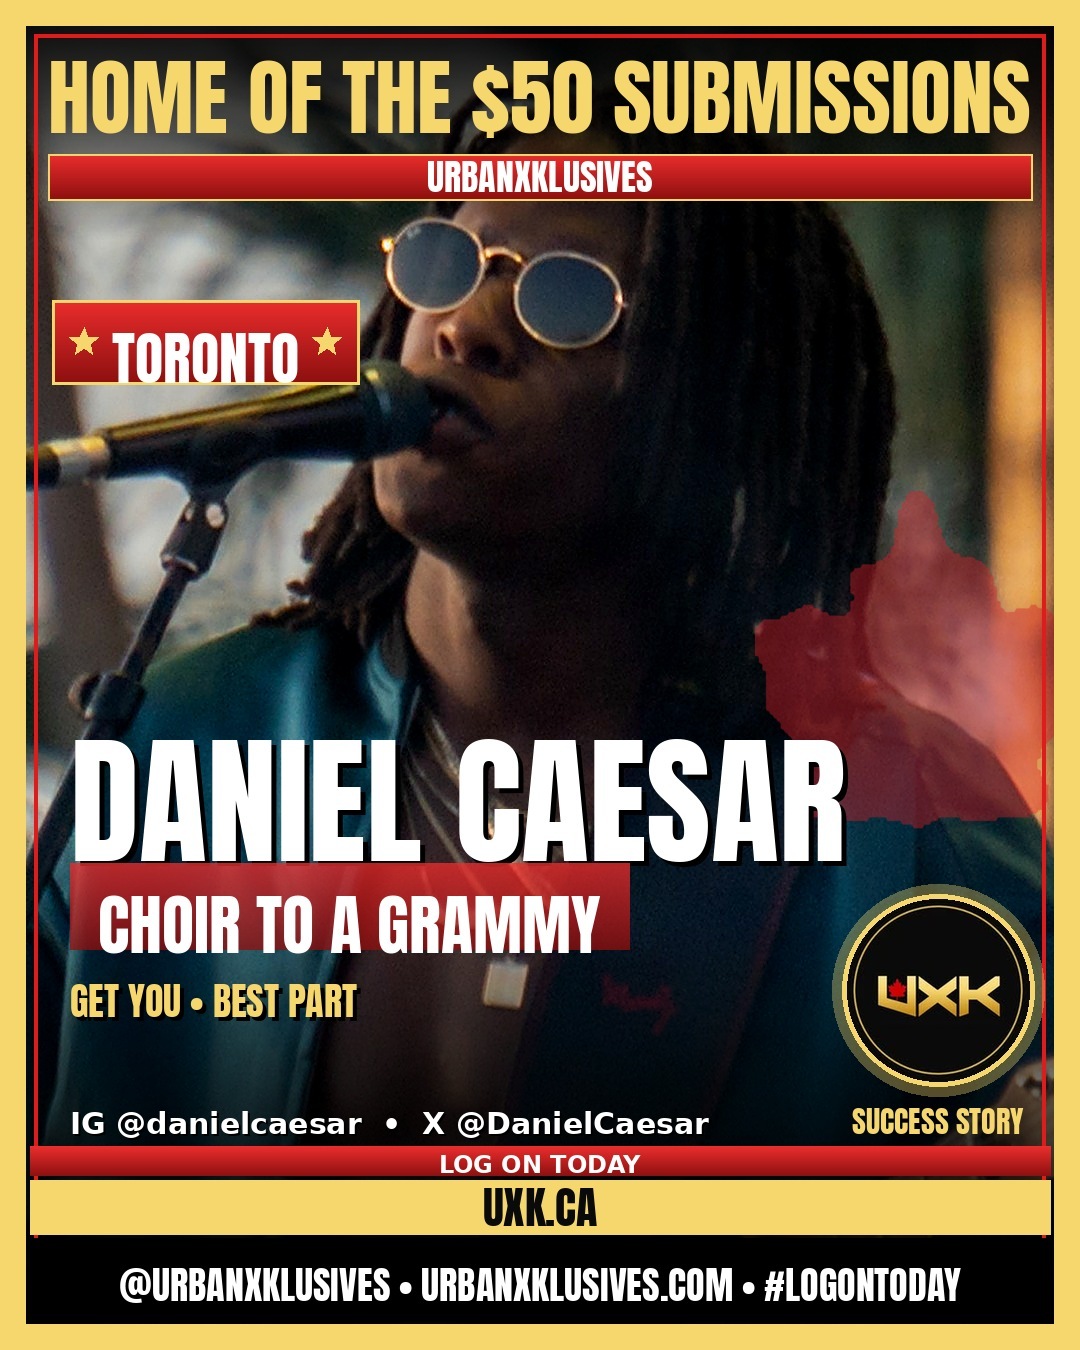 HOME OF THE $50 SUBMISSIONS
URBANXKLUSIVES
TORONTO
DANIEL CAESAR
CHOIR TO A GRAMMY
GET YOU • BEST PART
UXK
IG @danielcaesar • X @DanielCaesar
SUCCESS STORY
LOG ON TODAY
UXK.CA
@URBANXKLUSIVES • URBANXKLUSIVES.COM • #LOGONTODAY